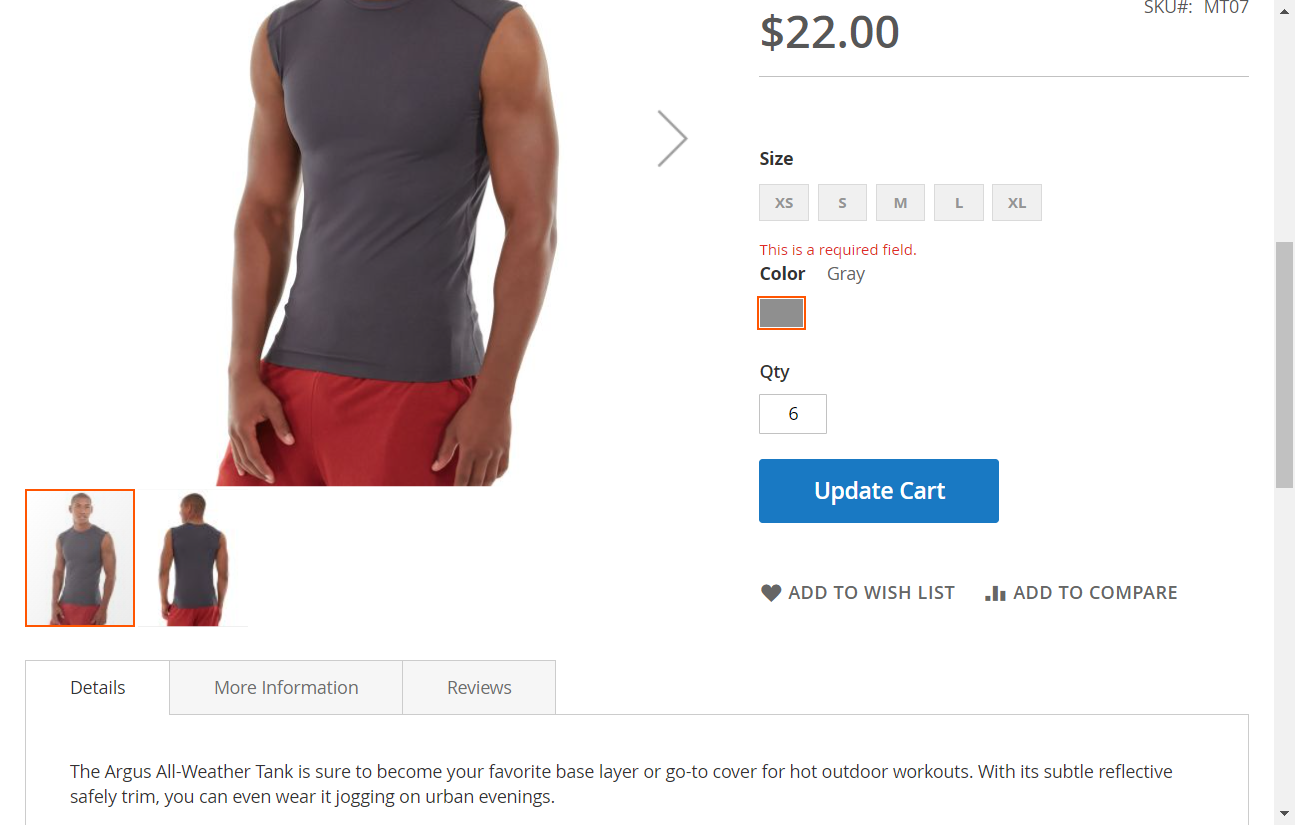 SKU#: MT07
$22.00
Size
XS S M L XL
This is a required field.
Color Gray
Qty
6
Update Cart
ADD TO WISH LIST ADD TO COMPARE
Details More Information Reviews
The Argus All-Weather Tank is sure to become your favorite base layer or go-to cover for hot outdoor workouts. With its subtle reflective
safely trim, you can even wear it jogging on urban evenings.